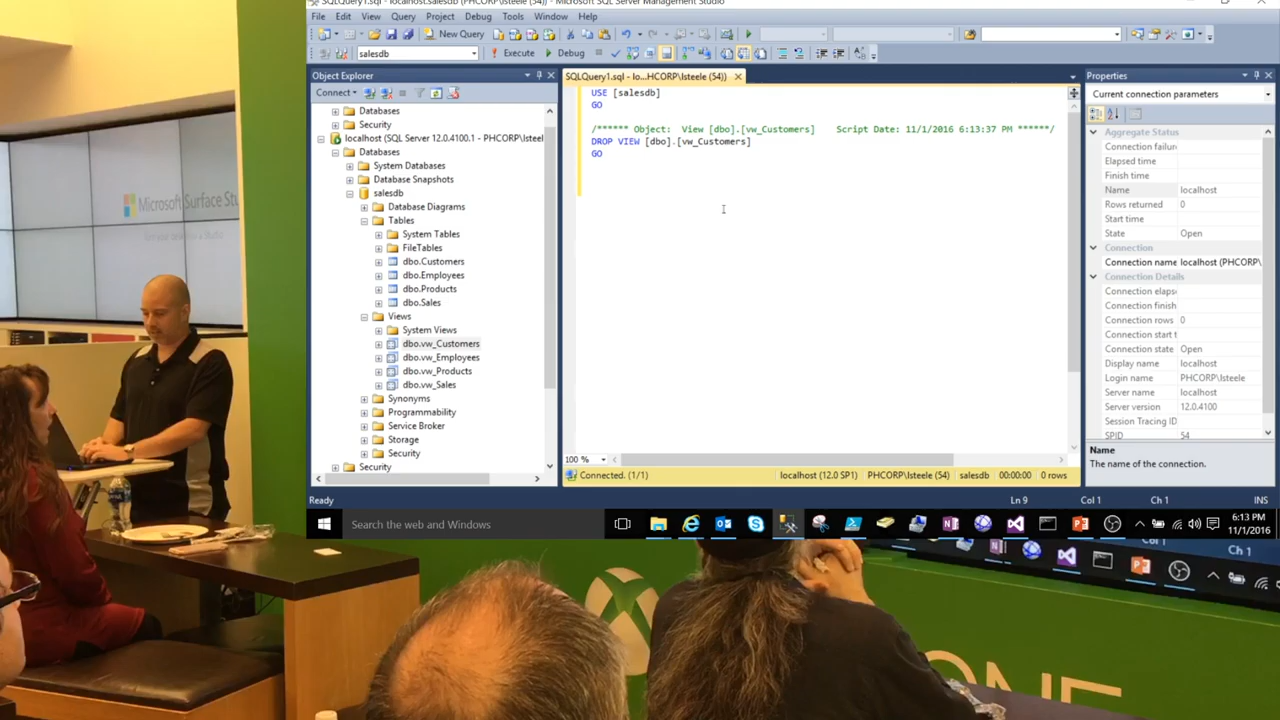 SQLQuery1.sql - localhost.salesdb (PHCORP\lsteele (54)) - Microsoft SQL Server Management Studio
File Edit View Query Project Debug Tools Window Help
New Query
salesdb Execute Debug
Object Explorer
Connect
Databases
Security
localhost (SQL Server 12.0.4100.1 - PHCORP\lsteel
Databases
System Databases
Database Snapshots
salesdb
Database Diagrams
Tables
System Tables
FileTables
dbo.Customers
dbo.Employees
dbo.Products
dbo.Sales
Views
System Views
dbo.vw_Customers
dbo.vw_Employees
dbo.vw_Products
dbo.vw_Sales
Synonyms
Programmability
Service Broker
Storage
Security
Security
SQLQuery1.sql - lo...HCORP\lsteele (54))
USE [salesdb]
GO
/****** Object:  View [dbo].[vw_Customers]    Script Date: 11/1/2016 6:13:37 PM ******/
DROP VIEW [dbo].[vw_Customers]
GO
100 %
Connected. (1/1) localhost (12.0 SP1) PHCORP\lsteele (54) salesdb 00:00:00 0 rows
Properties
Current connection parameters
Aggregate Status
Connection failure
Elapsed time
Finish time
Name localhost
Rows returned 0
Start time
State Open
Connection
Connection name localhost (PHCORP\
Connection Details
Connection elaps
Connection finish
Connection rows 0
Connection start t
Connection state Open
Display name localhost
Login name PHCORP\lsteele
Server name localhost
Server version 12.0.4100
Session Tracing ID
SPID 54
Name
The name of the connection.
Ready Ln 9 Col 1 Ch 1 INS
Search the web and Windows
6:13 PM
11/1/2016
Microsoft Surface Stu
Col 1 Ch 1
ONE